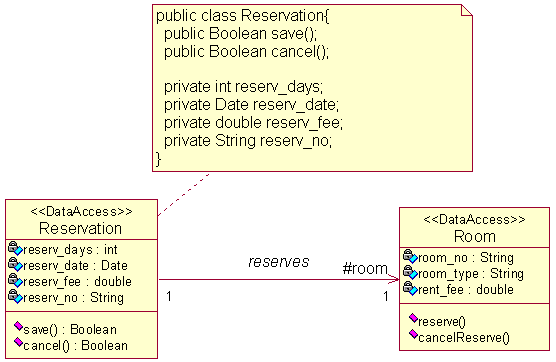 public class Reservation{
public Boolean save();
public Boolean cancel();
private int reserv_days;
private Date reserv_date;
private double reserv_fee;
private String reserv_no;
}
<<DataAccess>>
Reservation
reserv_days : int
reserv_date : Date
reserv_fee : double
reserv_no : String
save() : Boolean
cancel() : Boolean
reserves
#room
1
1
<<DataAccess>>
Room
room_no : String
room_type : String
rent_fee : double
reserve()
cancelReserve()